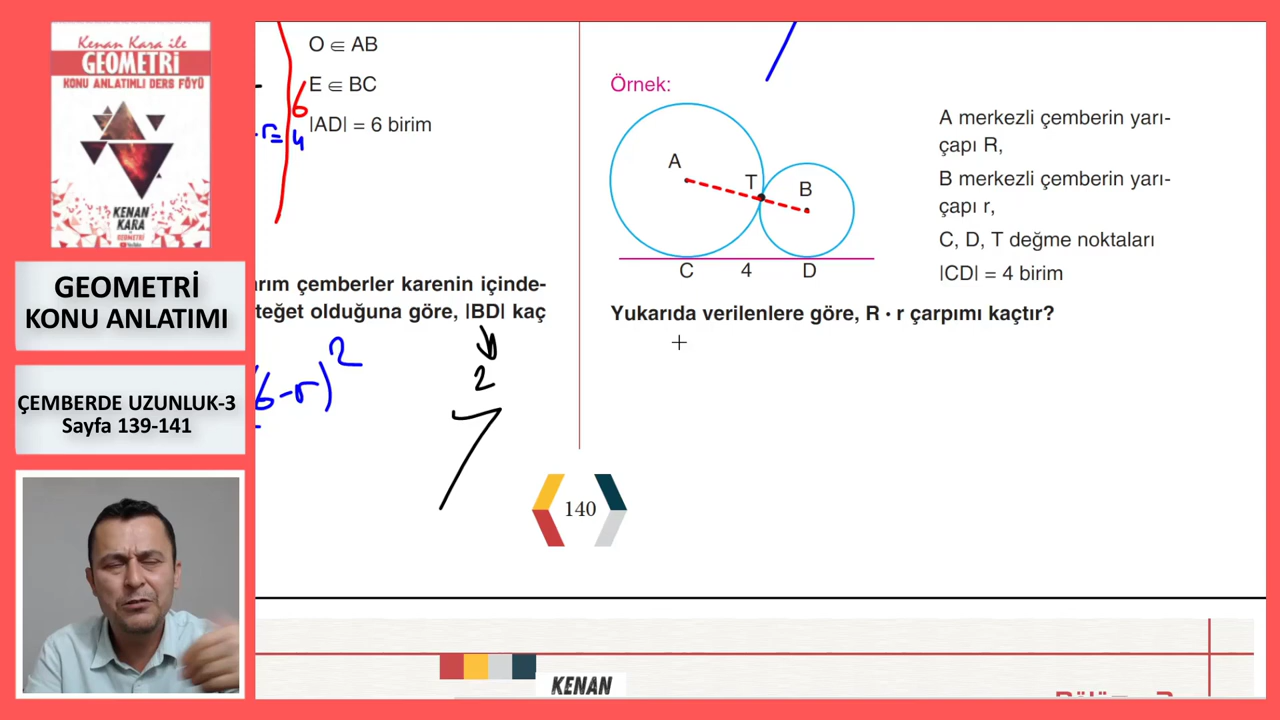 Kenan Kara ile
GEOMETRİ
KONU ANLATIMLI DERS FÖYÜ
KENAN
KARA
GEOMETRİ
GEOMETRİ
KONU ANLATIMI
ÇEMBERDE UZUNLUK-3
Sayfa 139-141
O ∈ AB
E ∈ BC
|AD| = 6 birim
6
r=
4
arım çemberler karenin içinde-
teğet olduğuna göre, |BD| kaç
6-r)²
2
Örnek:
A
T
B
C
4
D
A merkezli çemberin yarı-
çapı R,
B merkezli çemberin yarı-
çapı r,
C, D, T değme noktaları
|CD| = 4 birim
Yukarıda verilenlere göre, R · r çarpımı kaçtır?
140
KENAN